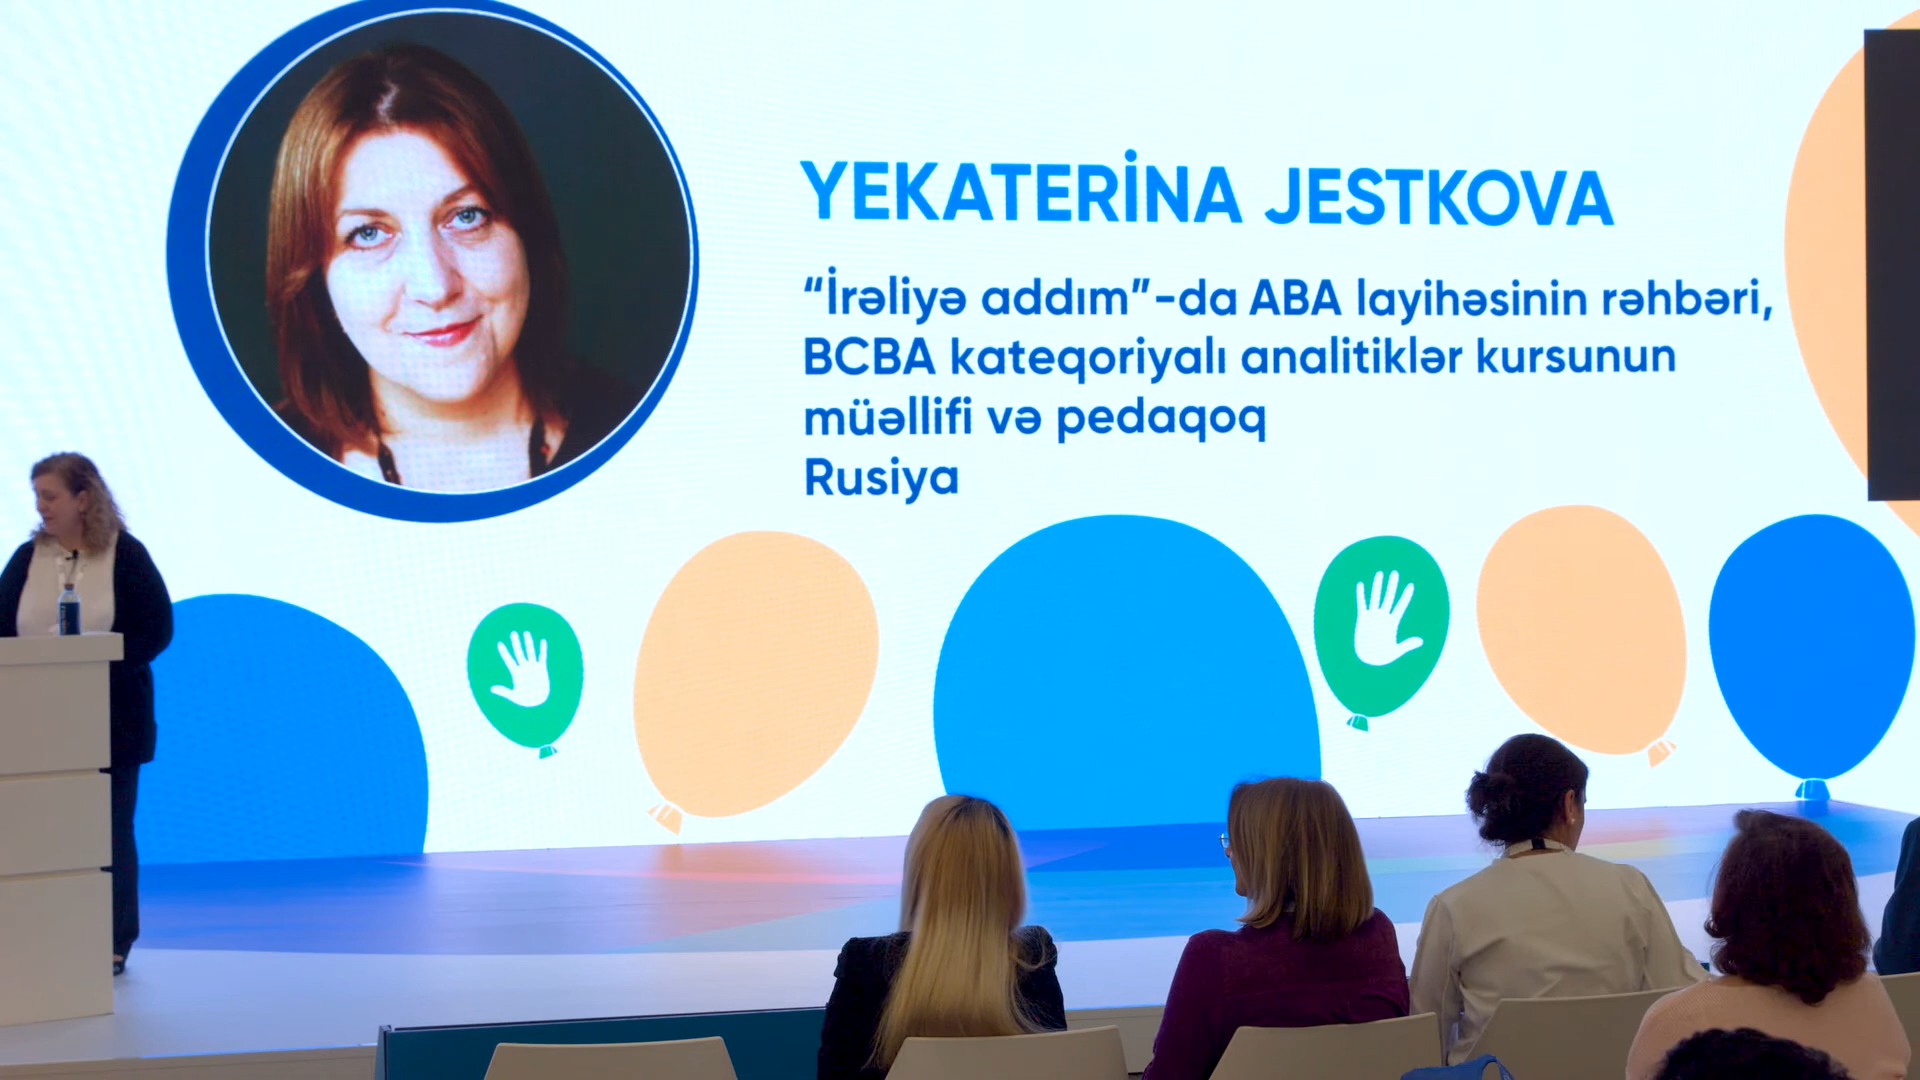 YEKATERİNA JESTKOVA
“İrəliyə addım”-da ABA layihəsinin rəhbəri,
BCBA kateqoriyalı analitiklər kursunun
müəllifi və pedaqoq
Rusiya